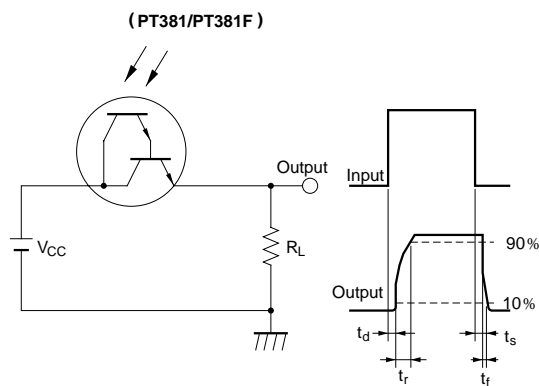 (PT381/PT381F)
Output
Input
VCC
RL
90%
Output
10%
td
ts
tr
tf